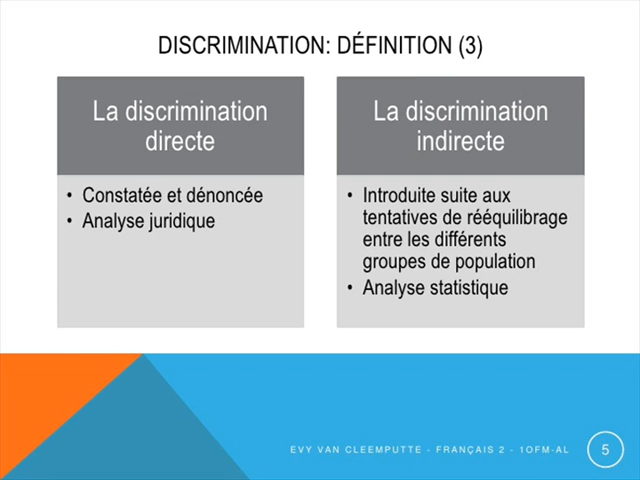 DISCRIMINATION: DÉFINITION (3)
La discrimination
directe
• Constatée et dénoncée
• Analyse juridique
La discrimination
indirecte
• Introduite suite aux
tentatives de rééquilibrage
entre les différents
groupes de population
• Analyse statistique
EVY VAN CLEEMPUTTE - FRANÇAIS 2 - 1OFM-AL
5